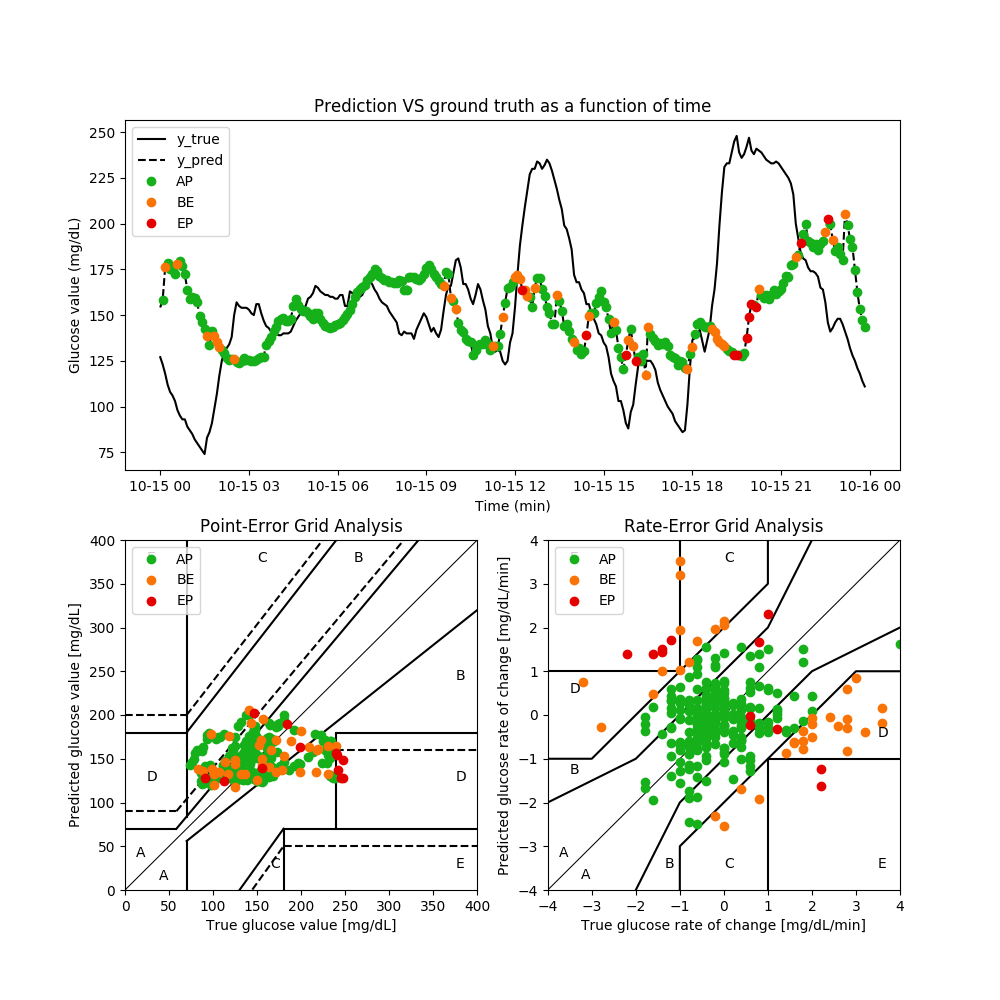 Prediction VS ground truth as a function of time
Glucose value (mg/dL)
250
225
200
175
150
125
100
75
y_true
y_pred
AP
BE
EP
10-15 00 10-15 03 10-15 06 10-15 09 10-15 12 10-15 15 10-15 18 10-15 21 10-16 00
Time (min)
Point-Error Grid Analysis
Predicted glucose value [mg/dL]
400
350
300
250
200
150
100
50
0
AP
BE
EP
C
B
B
D
D
A
A
C
E
0 50 100 150 200 250 300 350 400
True glucose value [mg/dL]
Rate-Error Grid Analysis
Predicted glucose rate of change [mg/dL/min]
4
3
2
1
0
−1
−2
−3
−4
AP
BE
EP
C
D
D
B
A
A
B
C
E
−4 −3 −2 −1 0 1 2 3 4
True glucose rate of change [mg/dL/min]